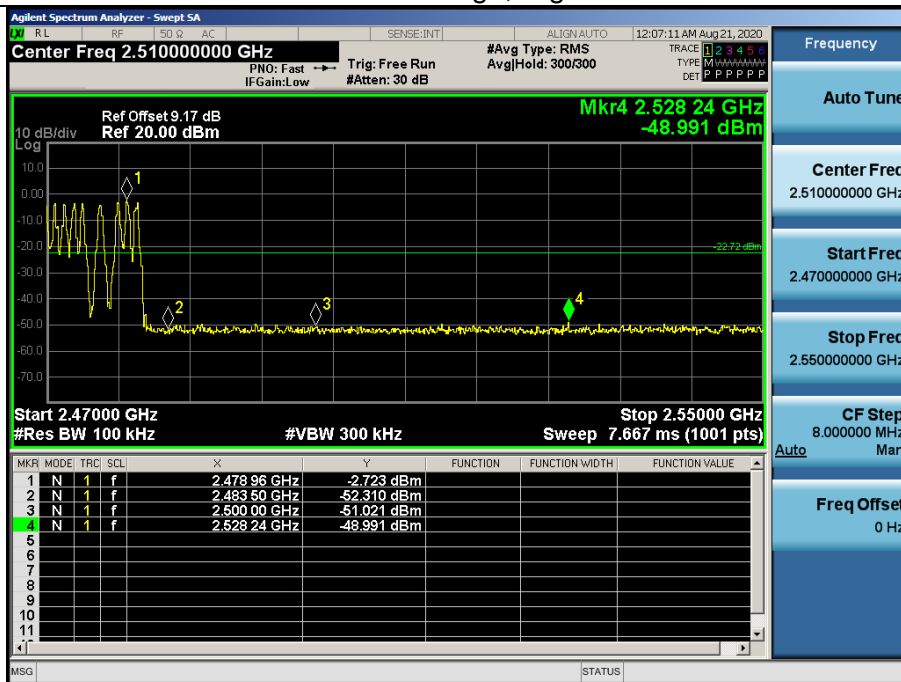 Agilent Spectrum Analyzer - Swept SA
LXI RL RF 50 Ω AC SENSE:INT ALIGN AUTO 12:07:11 AM Aug 21, 2020
Center Freq 2.510000000 GHz #Avg Type: RMS TRACE 1 2 3 4 5 6
PNO: Fast Trig: Free Run Avg|Hold: 300/300 TYPE MWWWWW
IFGain:Low #Atten: 30 dB DET P P P P P P
Frequency
Auto Tune
Center Freq
2.510000000 GHz
Start Freq
2.470000000 GHz
Stop Freq
2.550000000 GHz
CF Step
8.000000 MHz
Auto Man
Freq Offset
0 Hz
Mkr4 2.528 24 GHz
-48.991 dBm
Ref Offset 9.17 dB
10 dB/div Ref 20.00 dBm
Log
10.0
0.00
-10.0
-20.0
-30.0
-40.0
-50.0
-60.0
-70.0
1
2
3
4
-22.72 dBm
Start 2.47000 GHz Stop 2.55000 GHz
#Res BW 100 kHz #VBW 300 kHz Sweep 7.667 ms (1001 pts)
MKR MODE TRC SCL X Y FUNCTION FUNCTION WIDTH FUNCTION VALUE
1 N 1 f 2.478 96 GHz -2.723 dBm
2 N 1 f 2.483 50 GHz -52.310 dBm
3 N 1 f 2.500 00 GHz -51.021 dBm
4 N 1 f 2.528 24 GHz -48.991 dBm
5
6
7
8
9
10
11
MSG STATUS